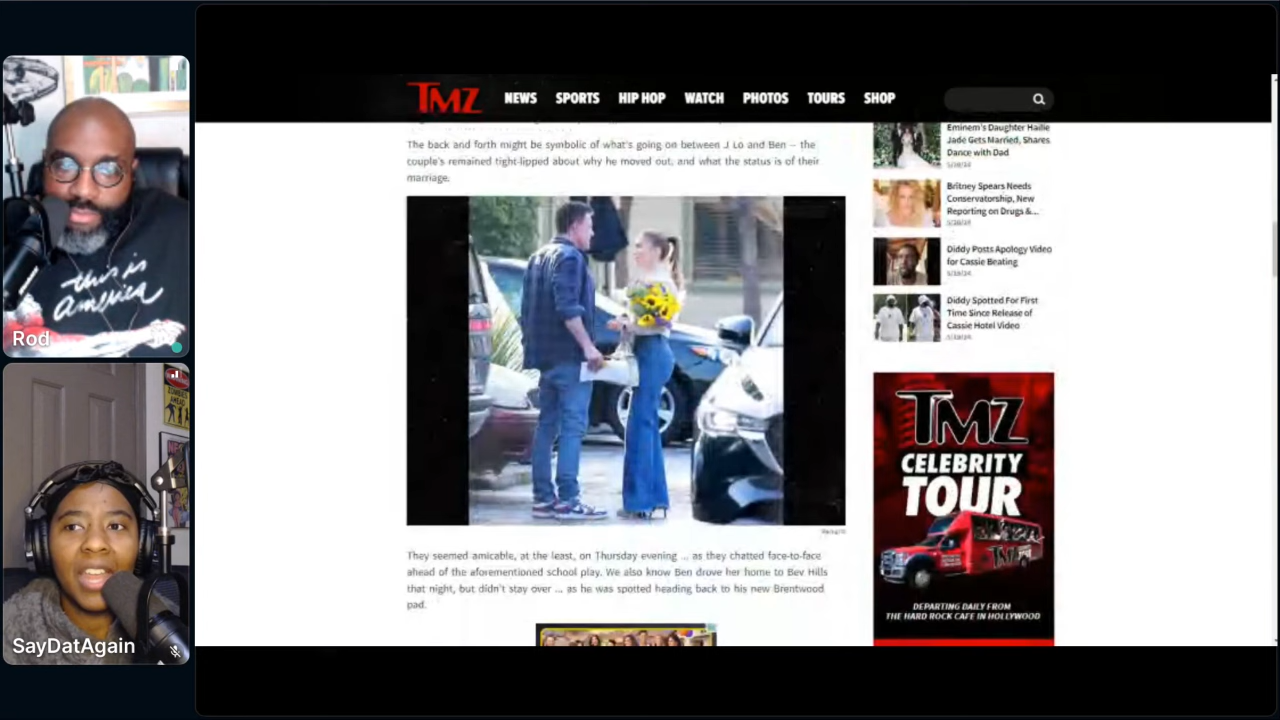 this is
america
Rod
SayDatAgain
TMZ
NEWS
SPORTS
HIP HOP
WATCH
PHOTOS
TOURS
SHOP
The back and forth might be symbolic of what's going on between J Lo and Ben – the
couple's remained tight-lipped about why he moved out, and what the status is of their
marriage.
They seemed amicable, at the least, on Thursday evening ... as they chatted face-to-face
ahead of the aforementioned school play. We also know Ben drove her home to Bev Hills
that night, but didn't stay over ... as he was spotted heading back to his new Brentwood
pad.
Eminem's Daughter Hailie
Jade Gets Married, Shares
Dance with Dad
Britney Spears Needs
Conservatorship, New
Reporting on Drugs &...
Diddy Posts Apology Video
for Cassie Beating
Diddy Spotted For First
Time Since Release of
Cassie Hotel Video
TMZ
CELEBRITY
TOUR
TMZ
DEPARTING DAILY FROM
THE HARD ROCK CAFE IN HOLLYWOOD